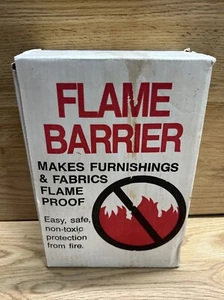 FLAME
BARRIER
MAKES FURNISHINGS
& FABRICS
FLAME
PROOF
Easy, safe,
non-toxic
protection
from fire.